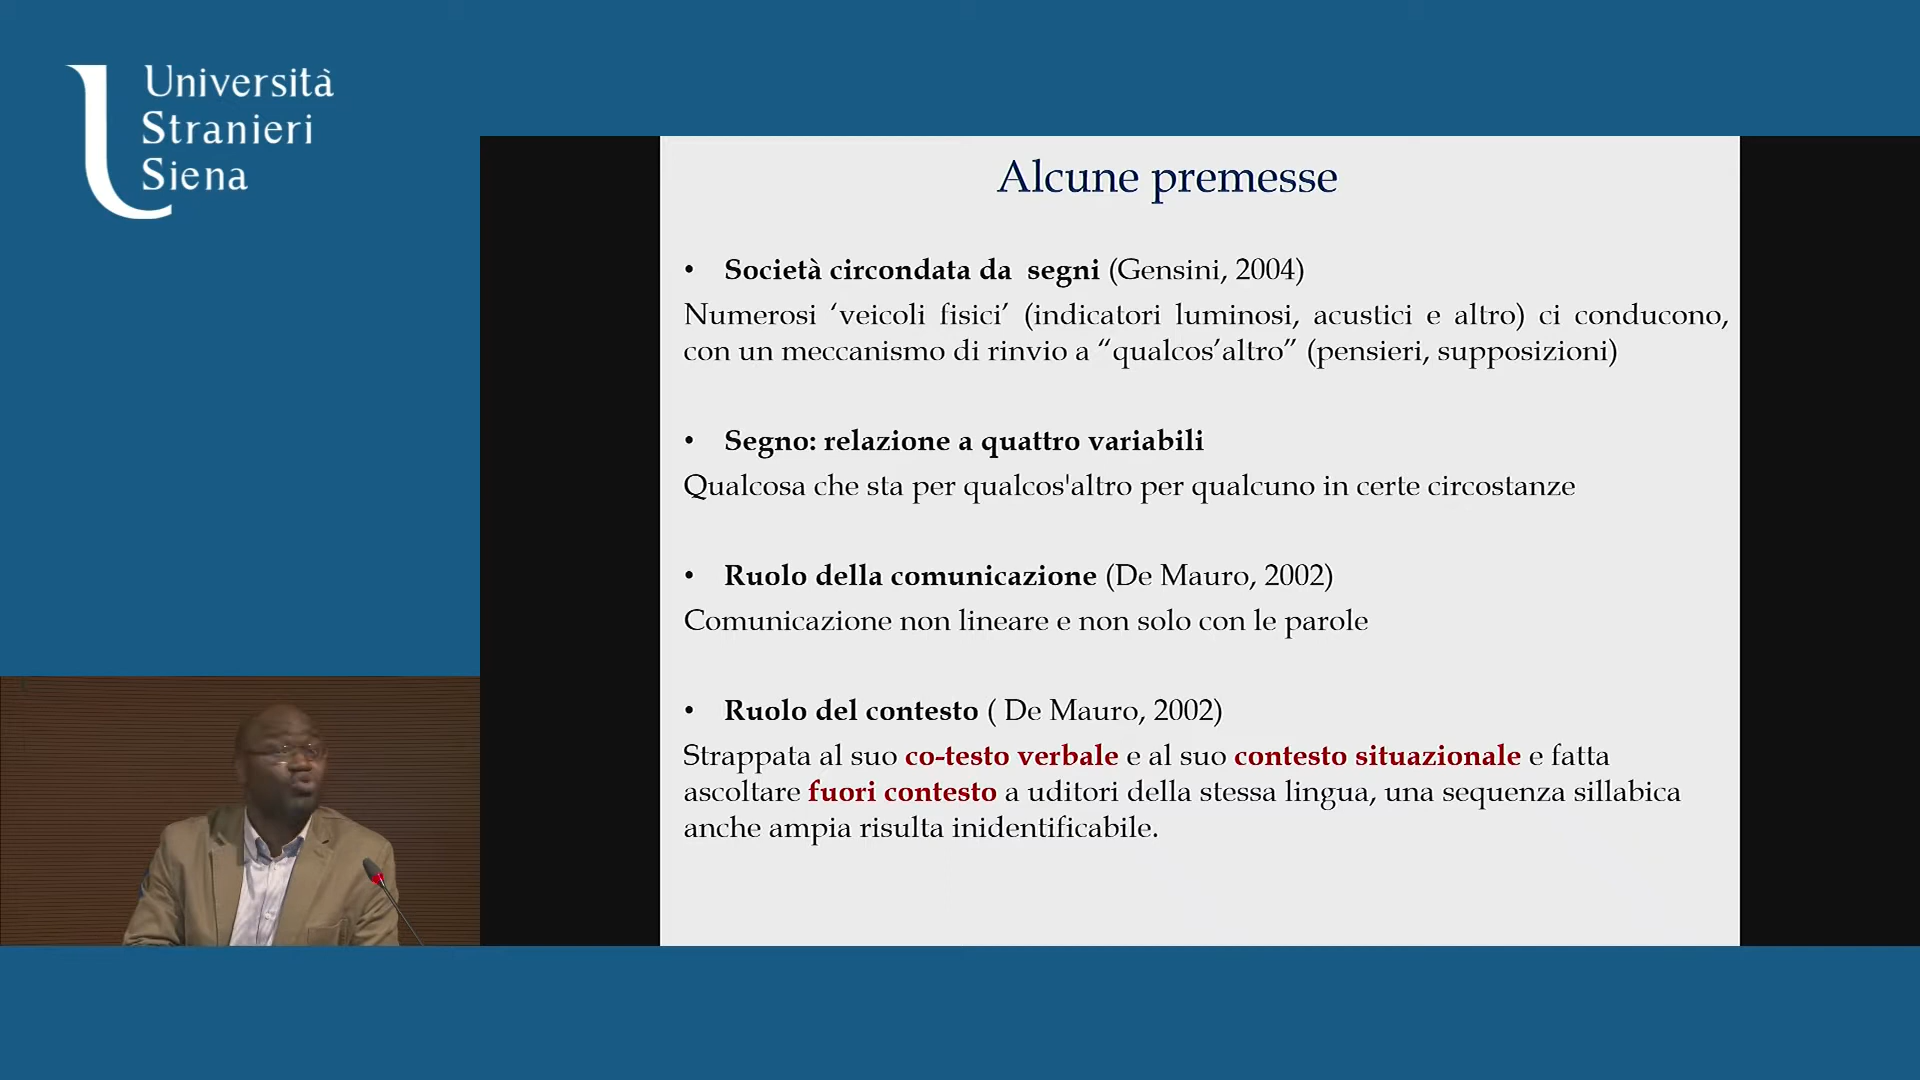 Università
Stranieri
Siena
Alcune premesse
• Società circondata da  segni (Gensini, 2004)
Numerosi ‘veicoli fisici’ (indicatori luminosi, acustici e altro) ci conducono,
con un meccanismo di rinvio a “qualcos’altro” (pensieri, supposizioni)
• Segno: relazione a quattro variabili
Qualcosa che sta per qualcos'altro per qualcuno in certe circostanze
• Ruolo della comunicazione (De Mauro, 2002)
Comunicazione non lineare e non solo con le parole
• Ruolo del contesto ( De Mauro, 2002)
Strappata al suo co-testo verbale e al suo contesto situazionale e fatta
ascoltare fuori contesto a uditori della stessa lingua, una sequenza sillabica
anche ampia risulta inidentificabile.